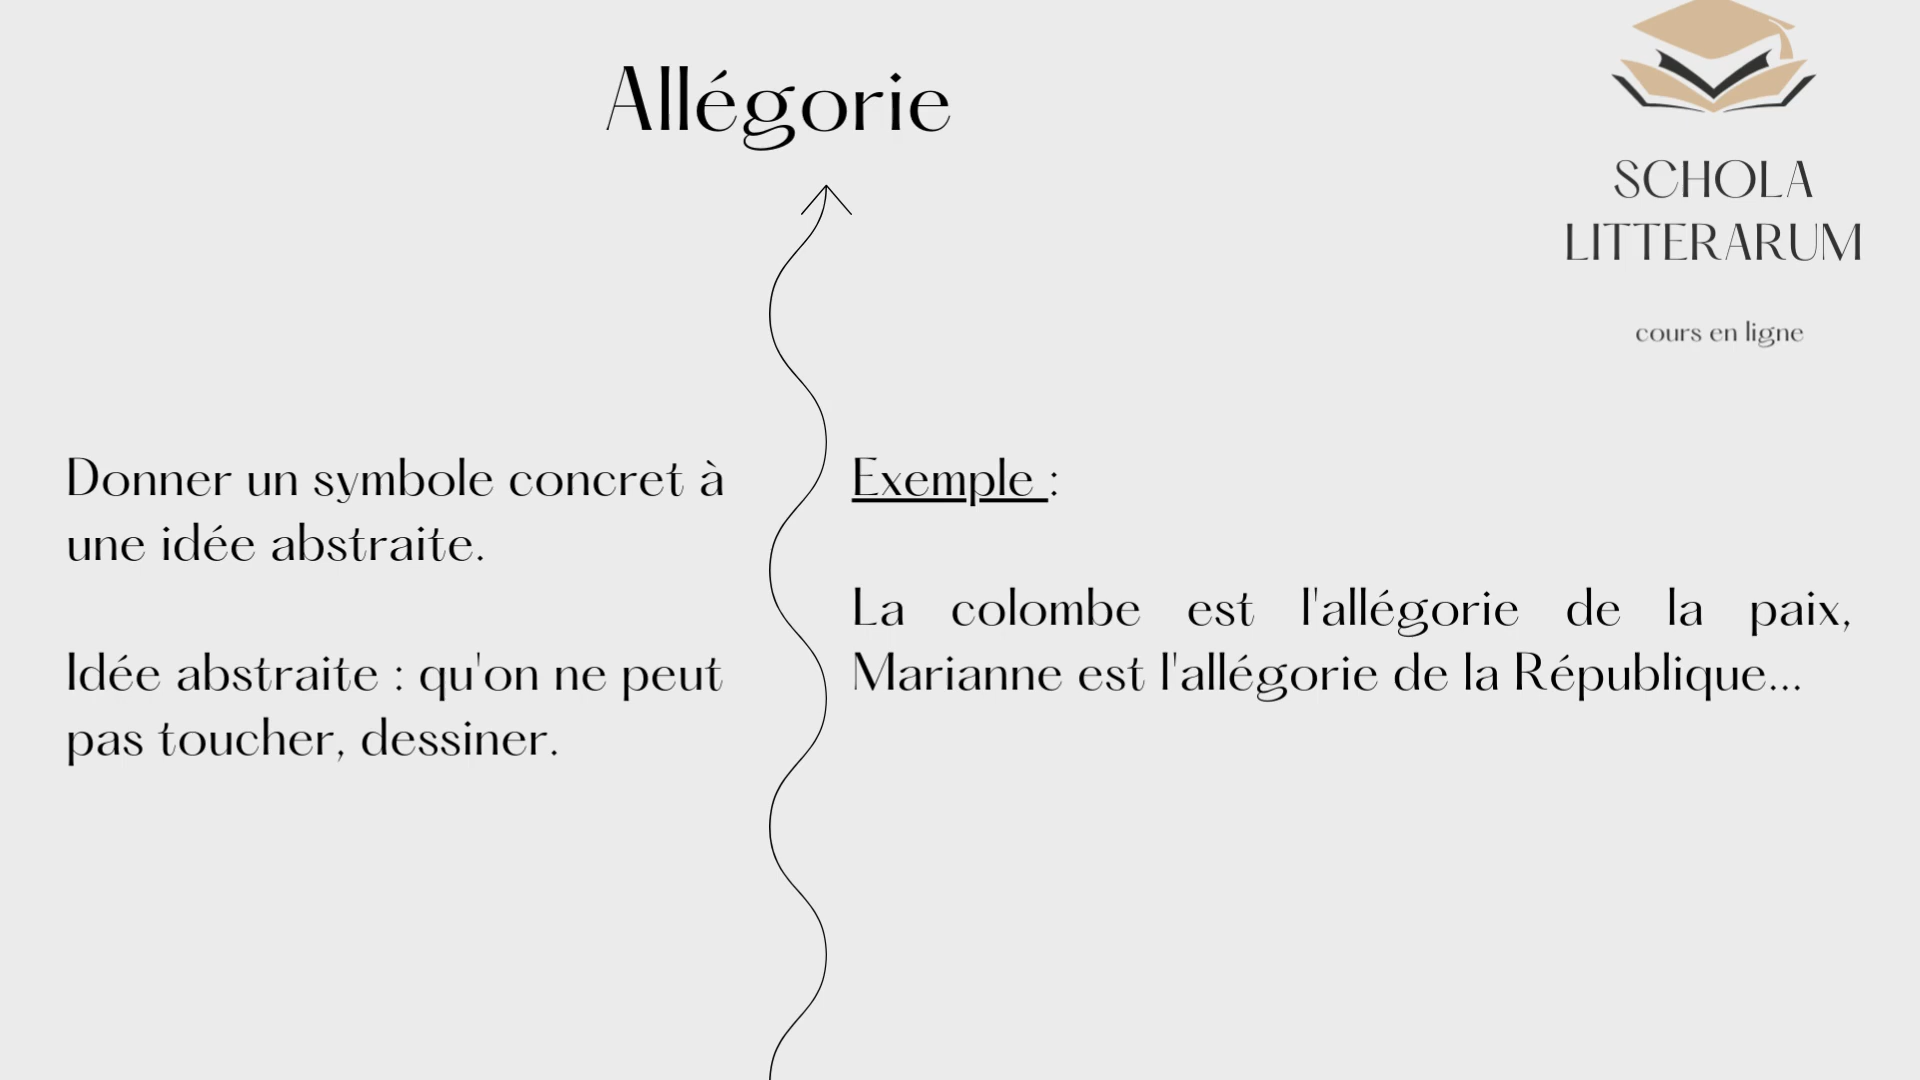 Allégorie
SCHOLA
LITTERARUM
cours en ligne
Donner un symbole concret à
une idée abstraite.
Idée abstraite : qu'on ne peut
pas toucher, dessiner.
Exemple :
La colombe est l'allégorie de la paix,
Marianne est l'allégorie de la République...